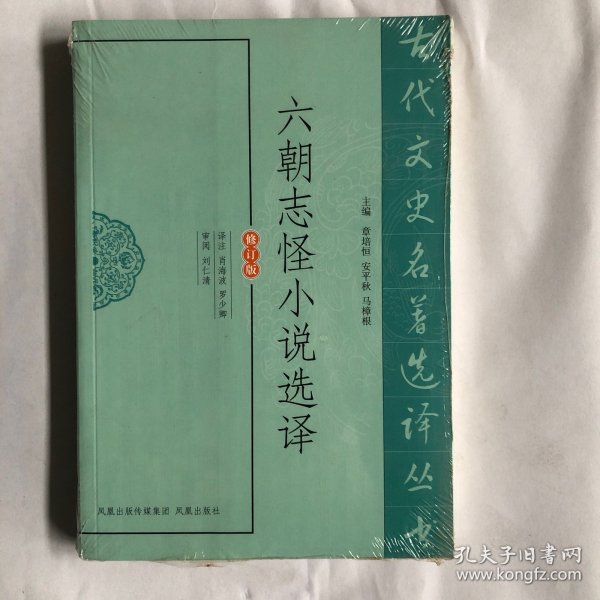 古代文史名著选译丛书
主编 章培恒 安平秋 马樟根
六朝志怪小说选译
修订版
译注 肖海波 罗少卿
审阅 刘仁清
凤凰出版传媒集团 凤凰出版社
孔夫子旧书网
www.kongfz.com